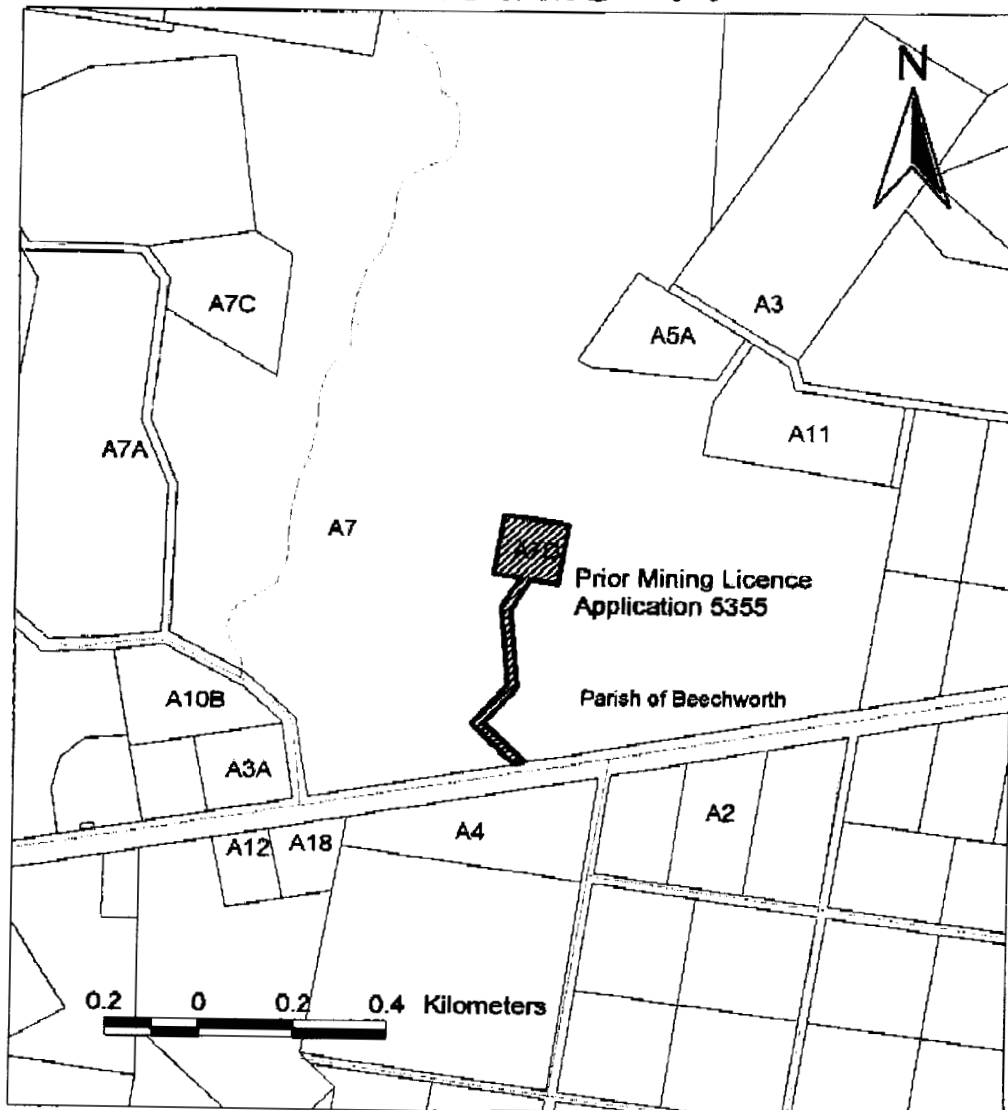 N
A7C
A3
A5A
A7A
A11
A7
Prior Mining Licence
Application 5355
A10B
Parish of Beechworth
A3A
A2
A4
A12
A18
0.2 0 0.2 0.4 Kilometers